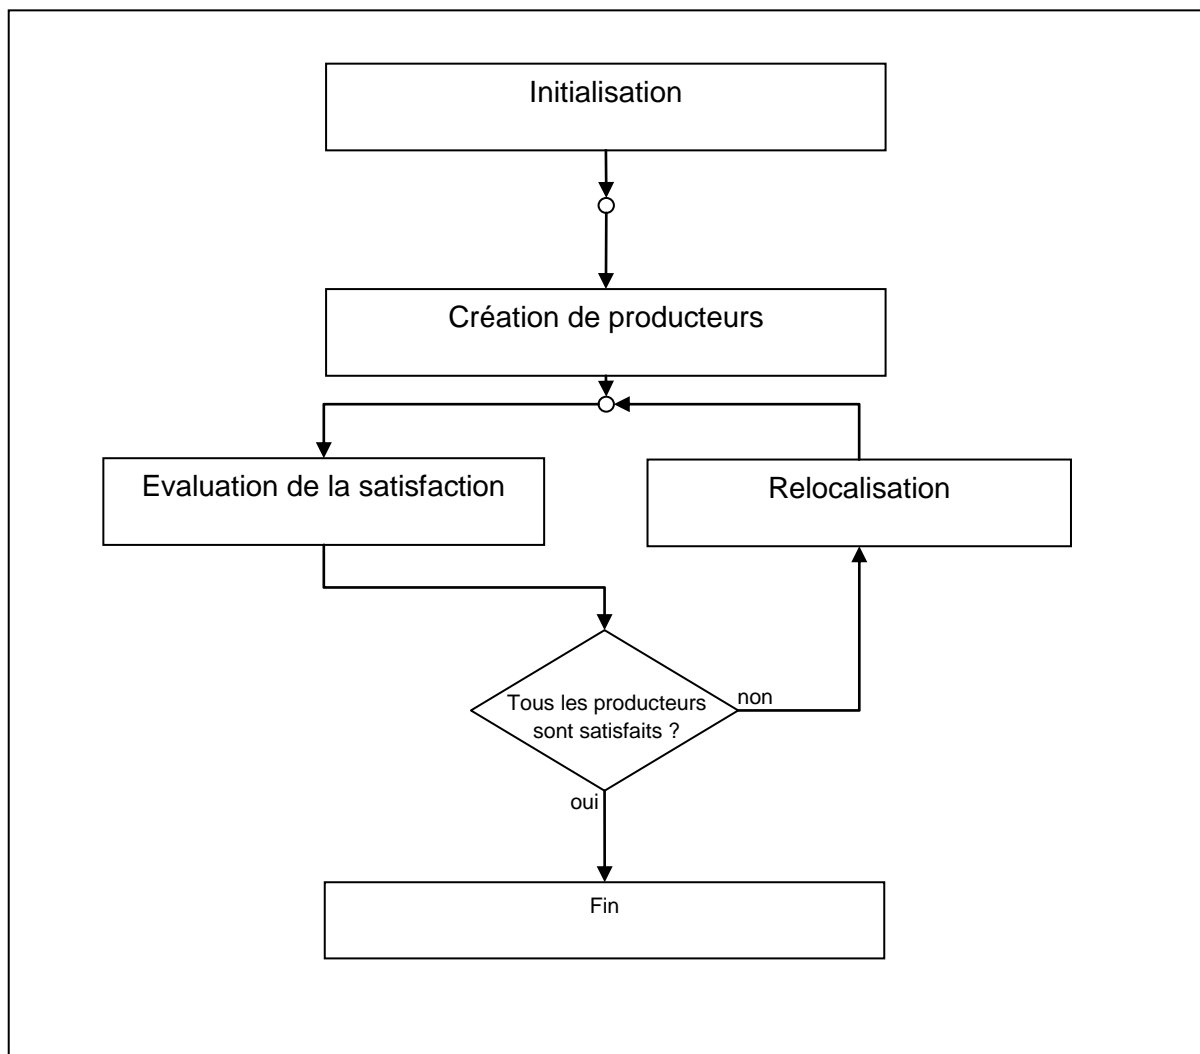 Initialisation
Création de producteurs
Evaluation de la satisfaction
Relocalisation
Tous les producteurs
sont satisfaits ?
non
oui
Fin